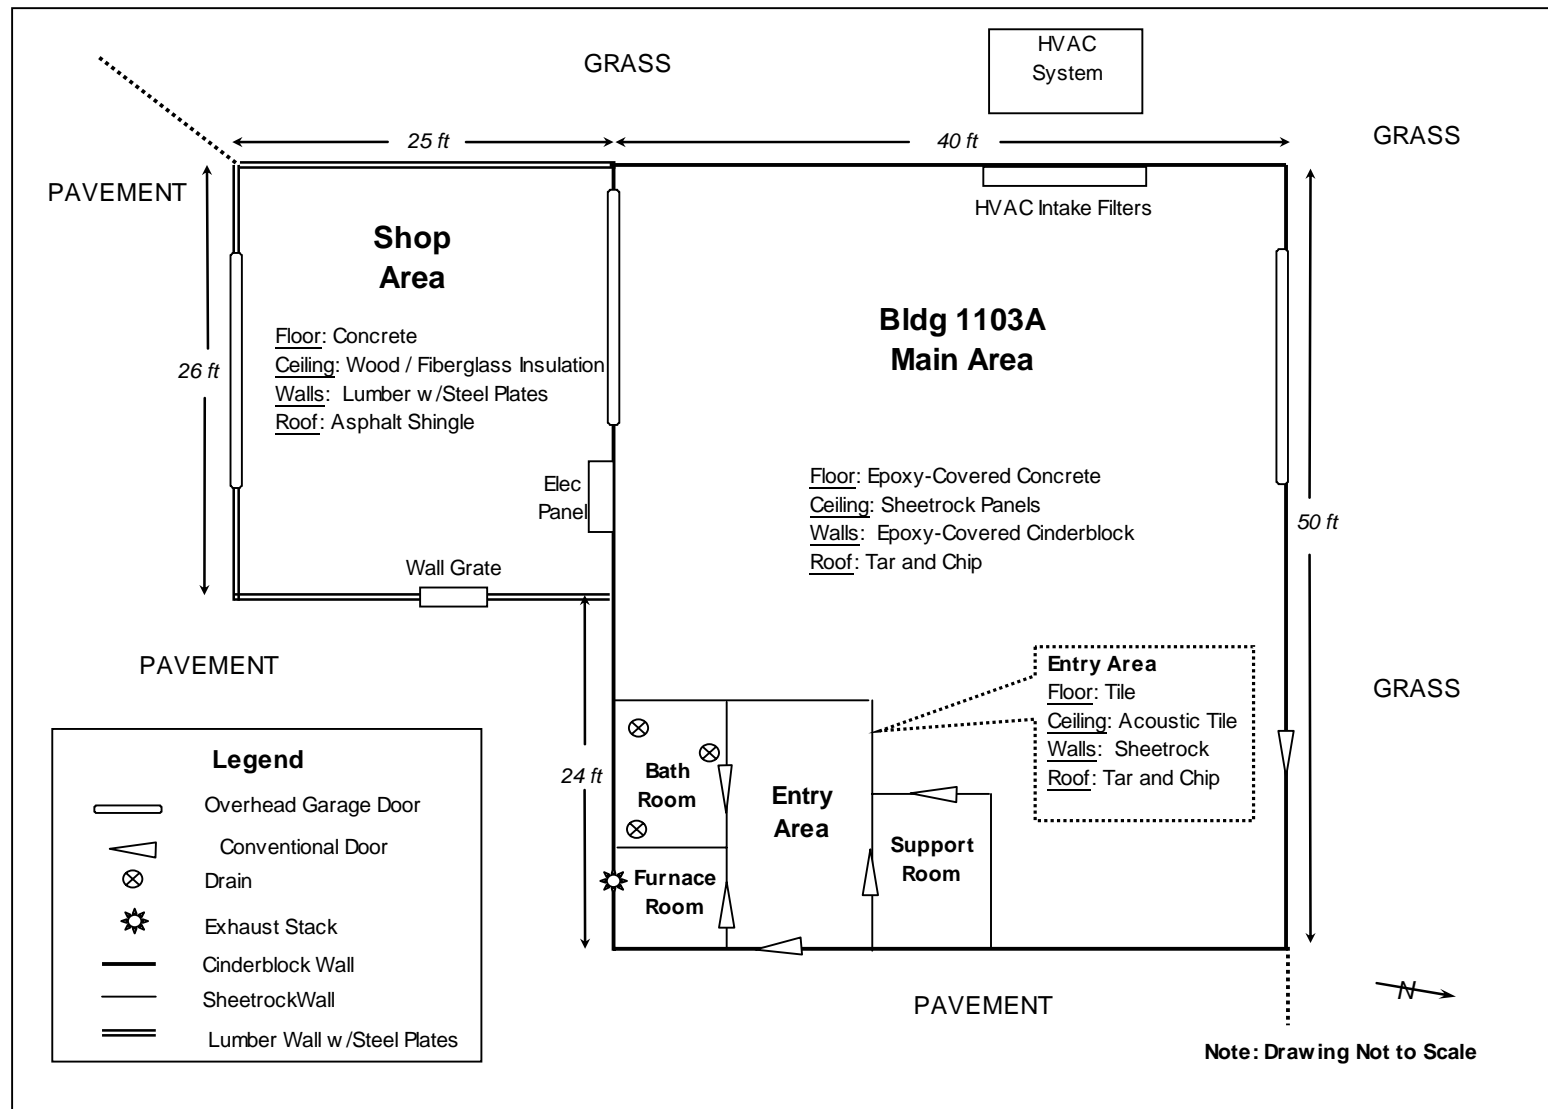 GRASS
HVAC
System
25 ft
40 ft
GRASS
PAVEMENT
HVAC Intake Filters
Shop
Area
Floor: Concrete
Ceiling: Wood / Fiberglass Insulation
Walls: Lumber w/Steel Plates
Roof: Asphalt Shingle
26 ft
Bldg 1103A
Main Area
Floor: Epoxy-Covered Concrete
Ceiling: Sheetrock Panels
Walls: Epoxy-Covered Cinderblock
Roof: Tar and Chip
Elec
Panel
50 ft
Wall Grate
PAVEMENT
Entry Area
Floor: Tile
Ceiling: Acoustic Tile
Walls: Sheetrock
Roof: Tar and Chip
GRASS
24 ft
Bath
Room
Entry
Area
Support
Room
Furnace
Room
Legend
Overhead Garage Door
Conventional Door
Drain
Exhaust Stack
Cinderblock Wall
SheetrockWall
Lumber Wall w/Steel Plates
PAVEMENT
N
Note: Drawing Not to Scale